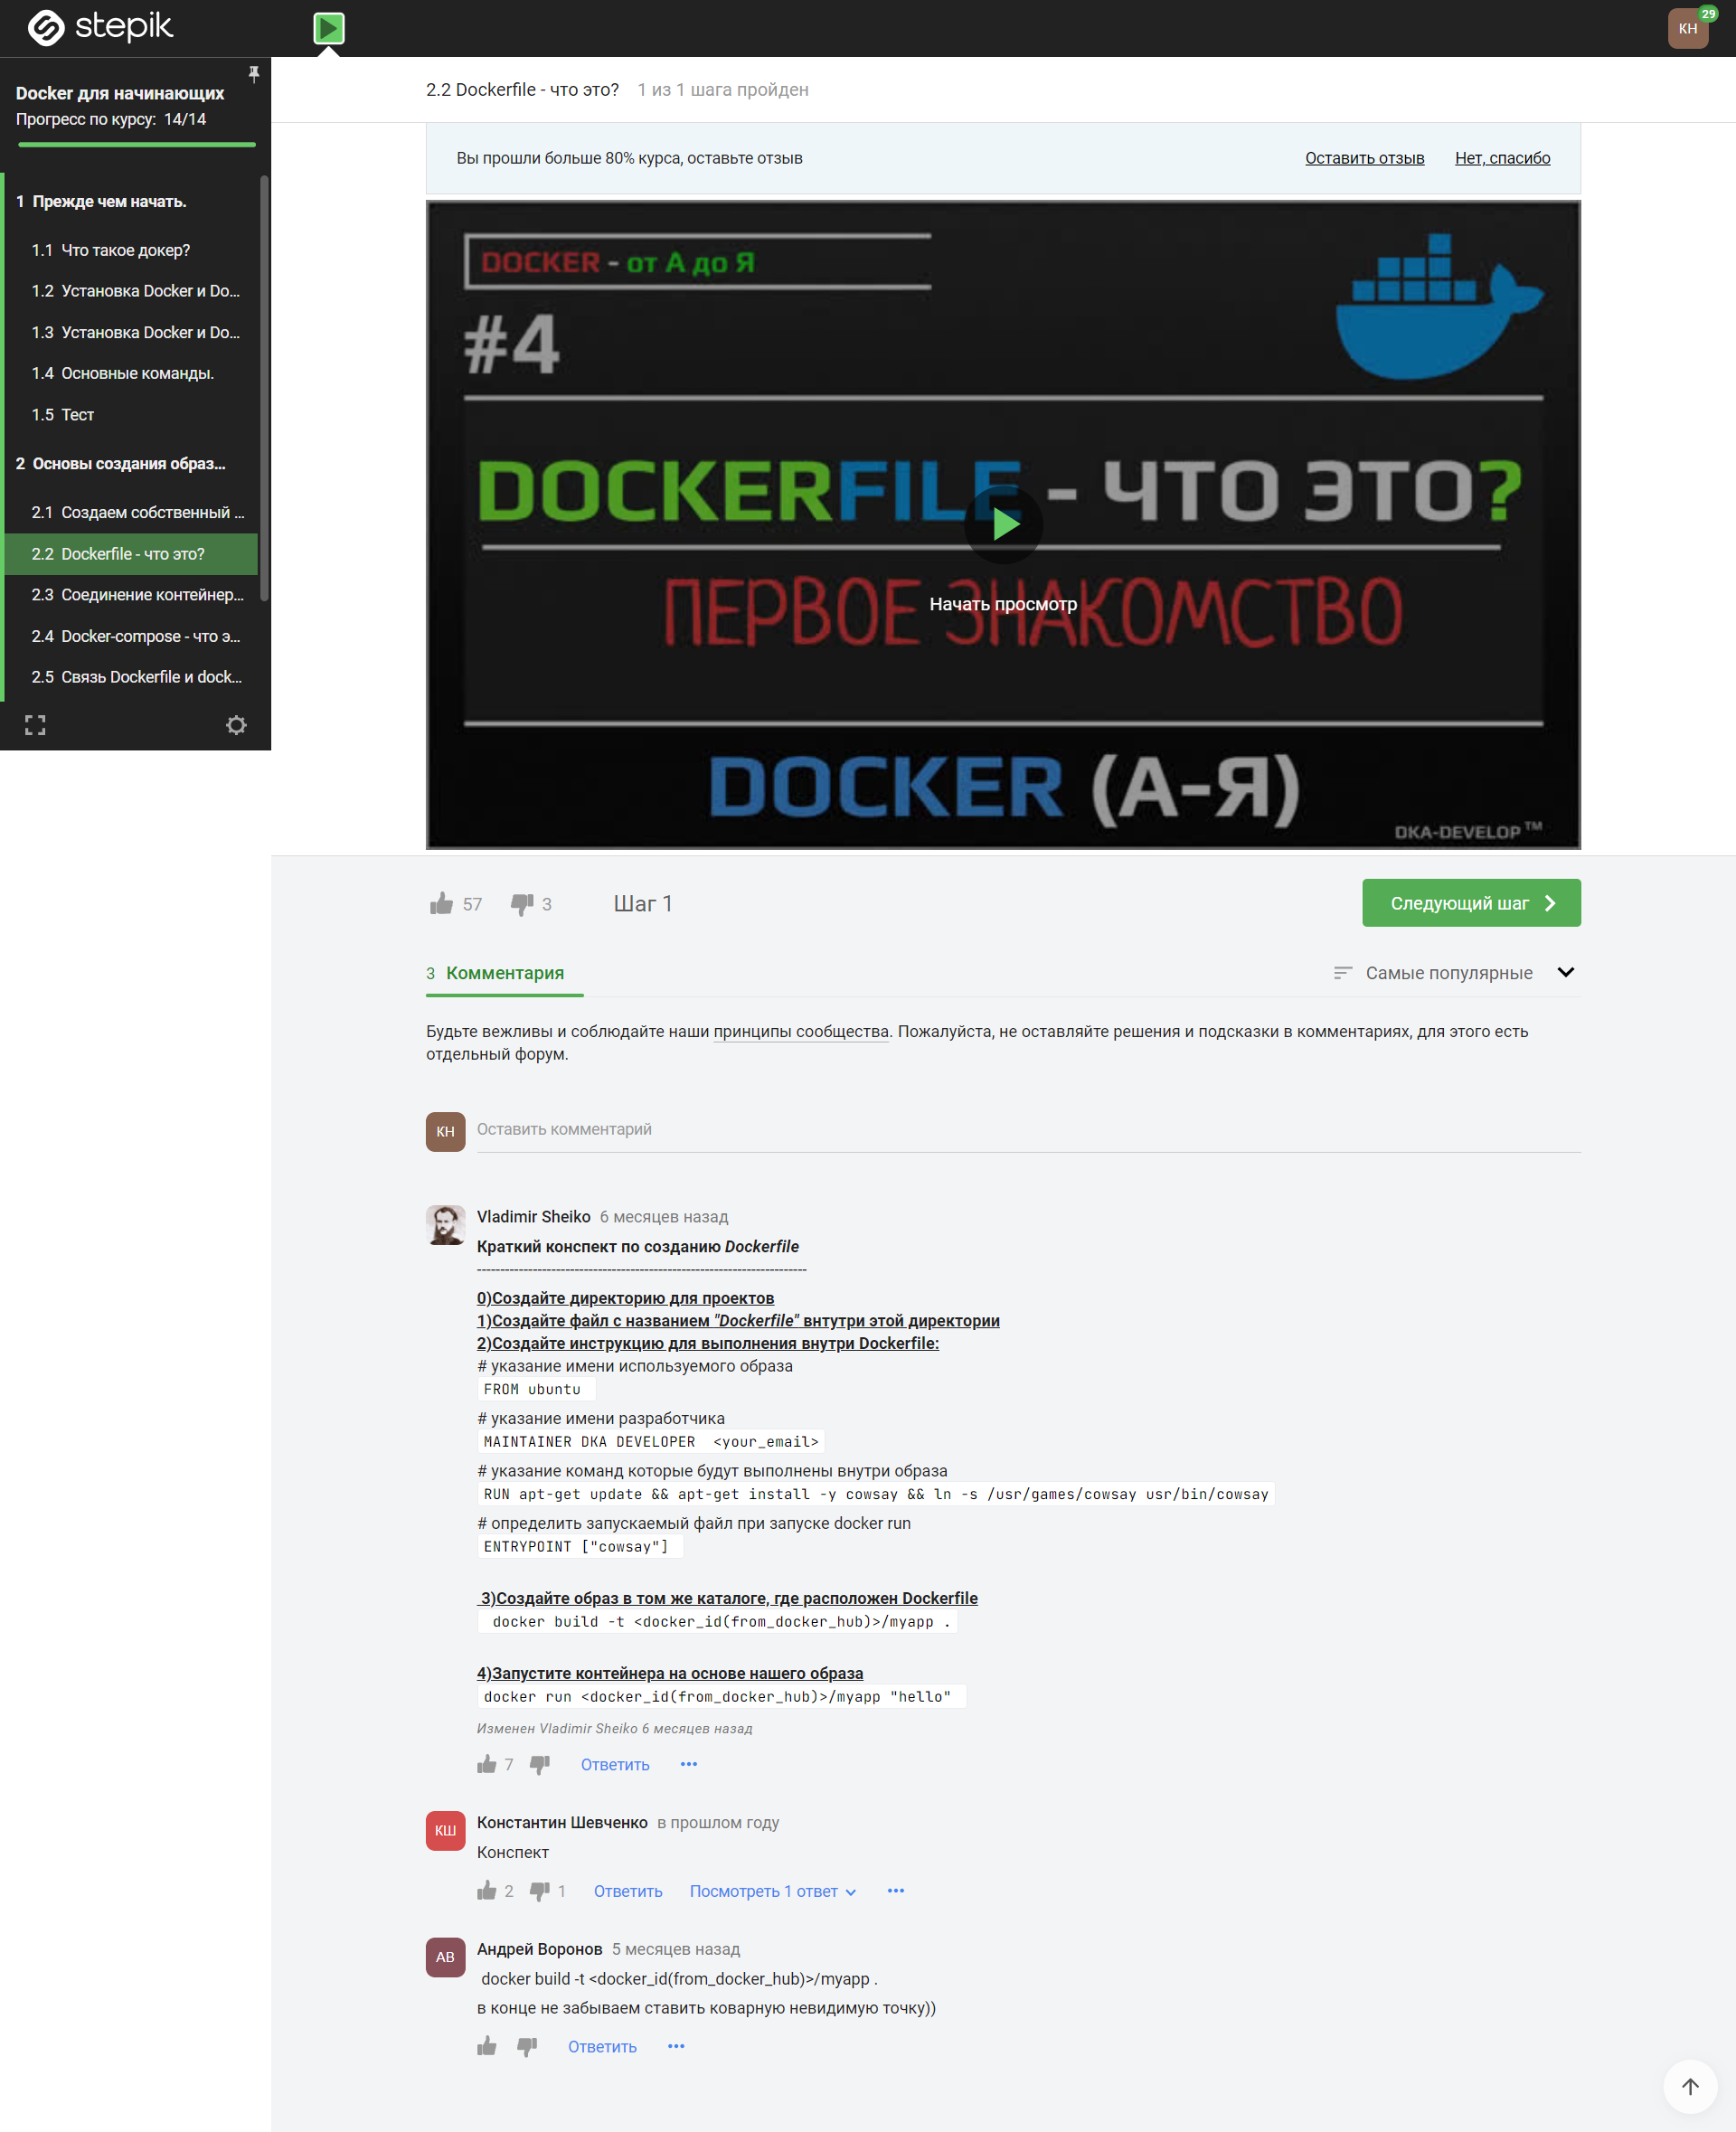 stepik
КН
29
Docker для начинающих
Прогресс по курсу: 14/14
1 Прежде чем начать.
1.1 Что такое докер?
1.2 Установка Docker и Do...
1.3 Установка Docker и Do...
1.4 Основные команды.
1.5 Тест
2 Основы создания образ...
2.1 Создаем собственный ...
2.2 Dockerfile - что это?
2.3 Соединение контейнер...
2.4 Docker-compose - что э...
2.5 Связь Dockerfile и dock...
2.2 Dockerfile - что это? 1 из 1 шага пройден
Вы прошли больше 80% курса, оставьте отзыв
Оставить отзыв Нет, спасибо
DOCKER - от А до Я
#4
DOCKERFILE - ЧТО ЭТО?
Начать просмотр
ПЕРВОЕ ЗНАКОМСТВО
DOCKER (А-Я)
DKA-DEVELOP™
57 3 Шаг 1
Следующий шаг
3 Комментария
Самые популярные
Будьте вежливы и соблюдайте наши принципы сообщества. Пожалуйста, не оставляйте решения и подсказки в комментариях, для этого есть
отдельный форум.
КН
Оставить комментарий
Vladimir Sheiko 6 месяцев назад
Краткий конспект по созданию Dockerfile
------------------------------------------------------------------------
0)Создайте директорию для проектов
1)Создайте файл с названием "Dockerfile" внтутри этой директории
2)Создайте инструкцию для выполнения внутри Dockerfile:
# указание имени используемого образа
FROM ubuntu
# указание имени разработчика
MAINTAINER DKA DEVELOPER  <your_email>
# указание команд которые будут выполнены внутри образа
RUN apt-get update && apt-get install -y cowsay && ln -s /usr/games/cowsay usr/bin/cowsay
# определить запускаемый файл при запуске docker run
ENTRYPOINT ["cowsay"]
3)Создайте образ в том же каталоге, где расположен Dockerfile
docker build -t <docker_id(from_docker_hub)>/myapp .
4)Запустите контейнера на основе нашего образа
docker run <docker_id(from_docker_hub)>/myapp "hello"
Изменен Vladimir Sheiko 6 месяцев назад
7 Ответить •••
КШ
Константин Шевченко в прошлом году
Конспект
2 1 Ответить Посмотреть 1 ответ •••
АВ
Андрей Воронов 5 месяцев назад
docker build -t <docker_id(from_docker_hub)>/myapp .
в конце не забываем ставить коварную невидимую точку))
Ответить •••